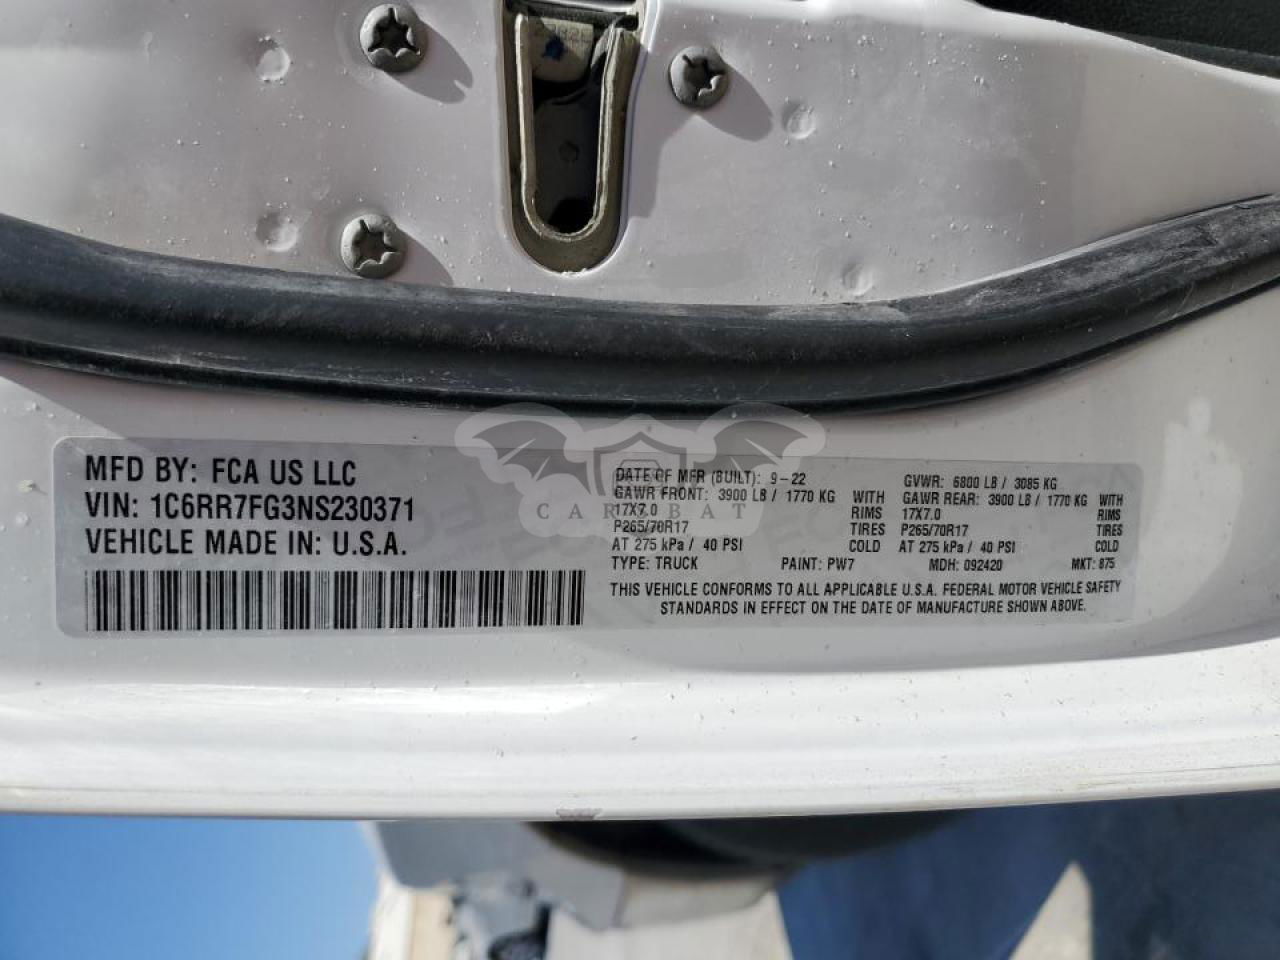 MFD BY: FCA US LLC
VIN: 1C6RR7FG3NS230371
VEHICLE MADE IN: U.S.A.
DATE OF MFR (BUILT): 9-22 GVWR: 6800 LB / 3085 KG
GAWR FRONT: 3900 LB / 1770 KG WITH GAWR REAR: 3900 LB / 1770 KG WITH
17X7.0 RIMS 17X7.0 RIMS
P265/70R17 TIRES P265/70R17 TIRES
AT 275 kPa / 40 PSI COLD AT 275 kPa / 40 PSI COLD
TYPE: TRUCK PAINT: PW7 MDH: 092420 MKT: 875
THIS VEHICLE CONFORMS TO ALL APPLICABLE U.S.A. FEDERAL MOTOR VEHICLE SAFETY
STANDARDS IN EFFECT ON THE DATE OF MANUFACTURE SHOWN ABOVE.